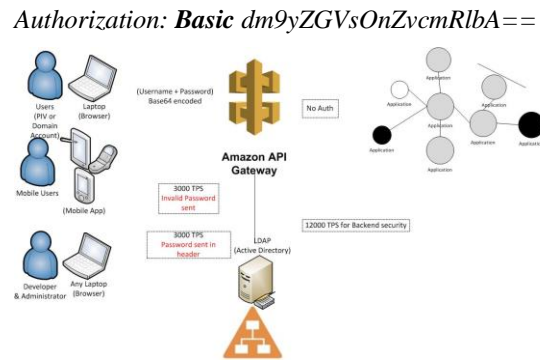 Authorization: Basic dm9yZGVsOnZvcmRlbA==
Users
(PIV or
Domain
Account)
Laptop
(Browser)
(Username + Password)
Base64 encoded
No Auth
Amazon API
Gateway
Application
Application
Application
Application
Application
Application
Application
Mobile Users
(Mobile App)
3000 TPS
Invalid Password
sent
3000 TPS
Password sent in
header
12000 TPS for Backend security
LDAP
(Active Directory)
Developer
& Administrator
Any Laptop
(Browser)